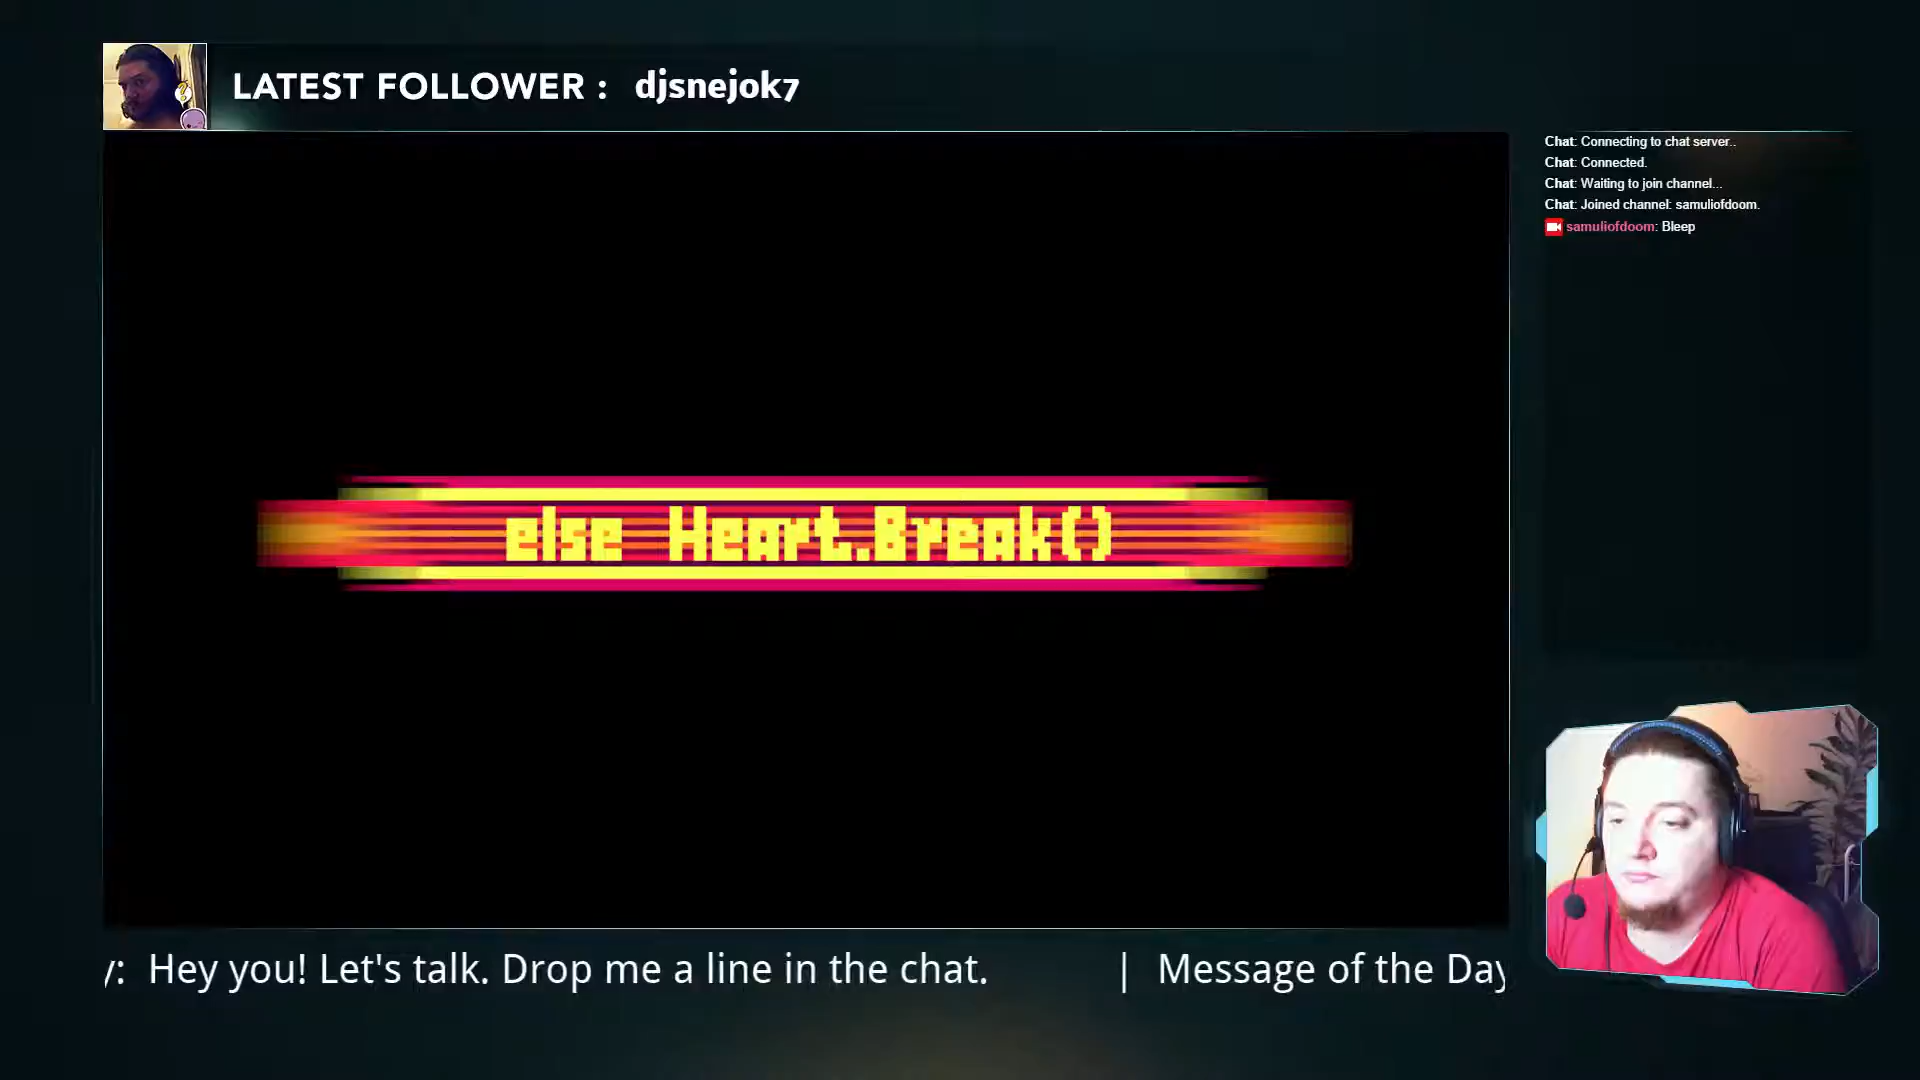 LATEST FOLLOWER : djsnejok7
Chat: Connecting to chat server..
Chat: Connected.
Chat: Waiting to join channel...
Chat: Joined channel: samuliofdoom.
samuliofdoom: Bleep
else Heart.Break()
y: Hey you! Let's talk. Drop me a line in the chat. | Message of the Day